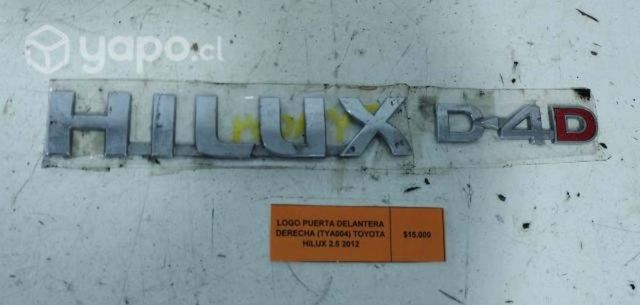 yapo.cl
HILUX D-4D
LOGO PUERTA DELANTERA
DERECHA (TYA004) TOYOTA
HILUX 2.5 2012
$15.000